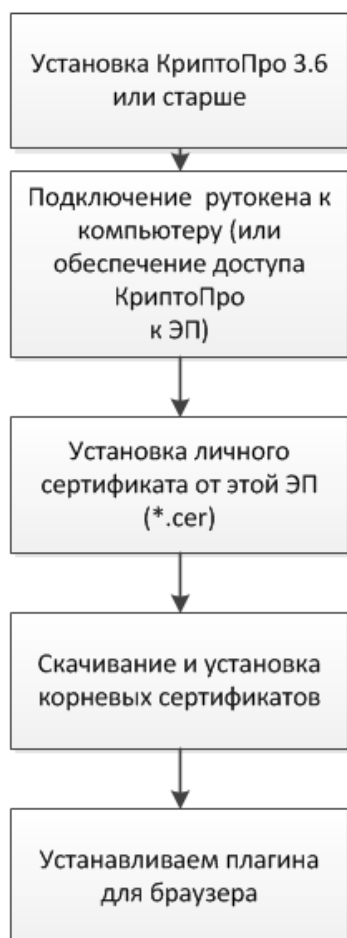 Установка КриптоПро 3.6
или старше
Подключение рутокена к
компьютеру (или
обеспечение доступа
КриптоПро
к ЭП)
Установка личного
сертификата от этой ЭП
(*.cer)
Скачивание и установка
корневых сертификатов
Устанавливаем плагина
для браузера